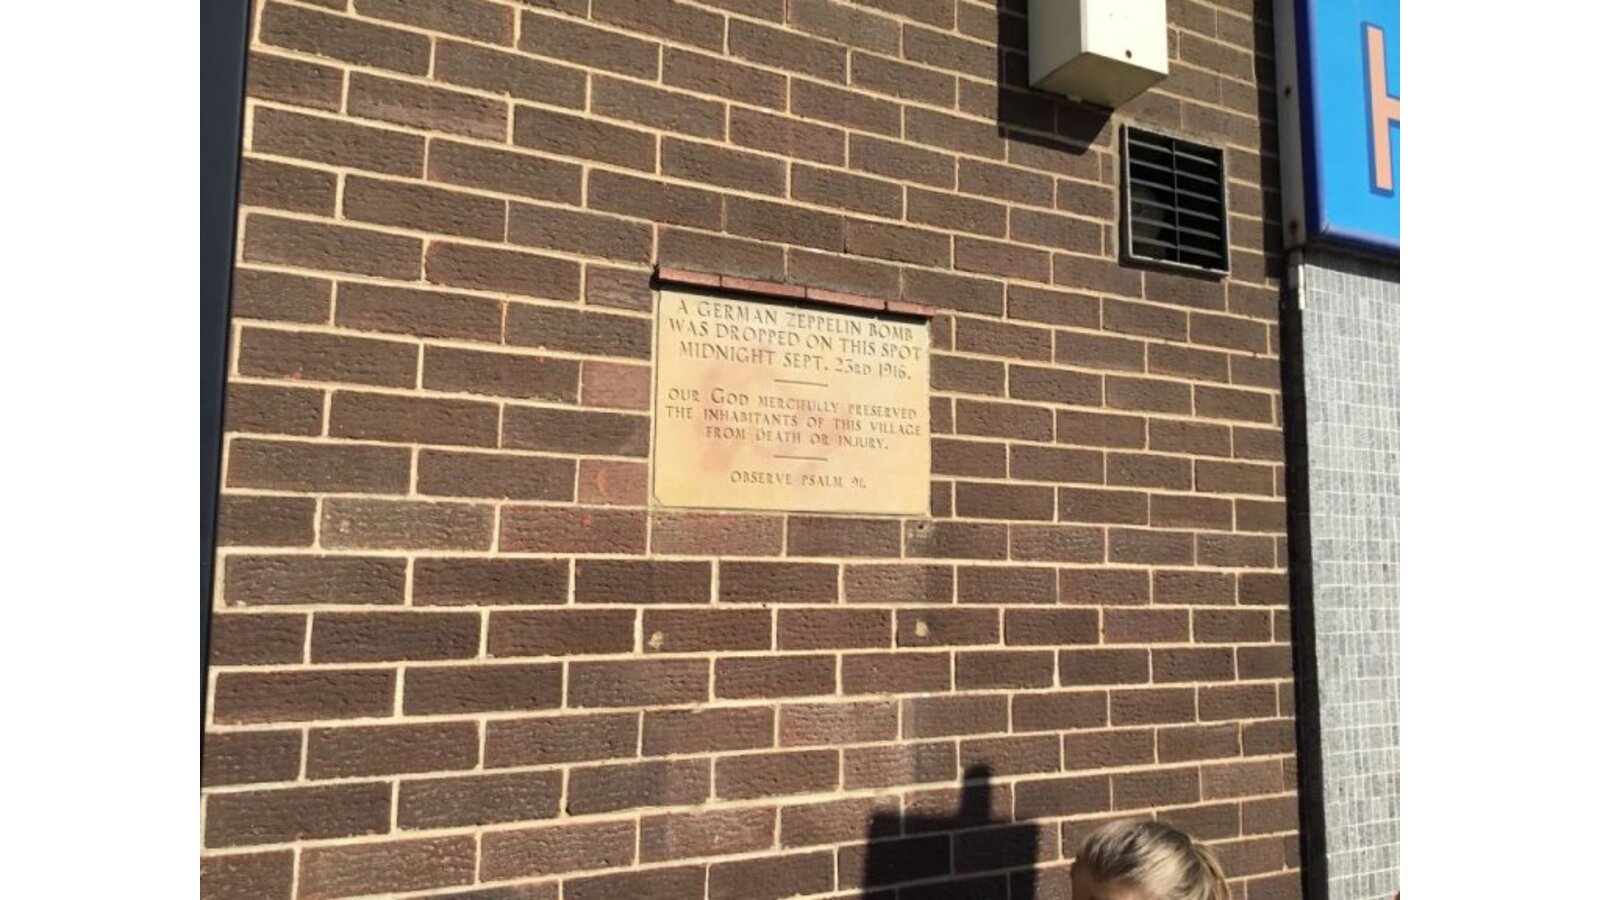 A GERMAN ZEPPELIN BOMB
WAS DROPPED ON THIS SPOT
MIDNIGHT SEPT. 23RD 1916.
OUR GOD MERCIFULLY PRESERVED
THE INHABITANTS OF THIS VILLAGE
FROM DEATH OR INJURY.
OBSERVE PSALM 91.
H